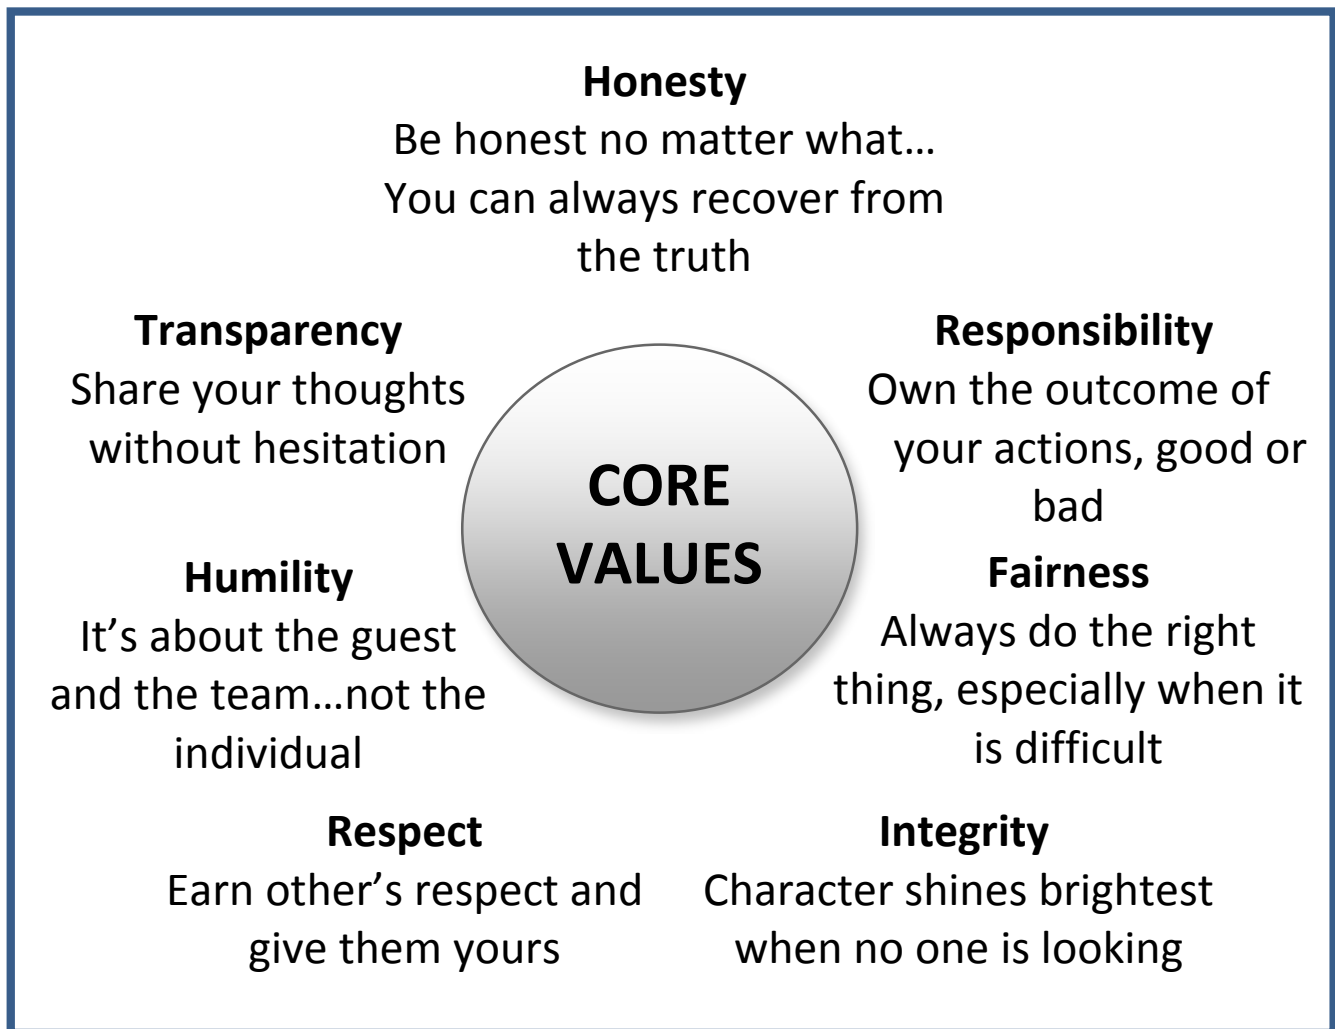 Honesty
Be honest no matter what…
You can always recover from
the truth
Transparency
Share your thoughts
without hesitation
Responsibility
Own the outcome of
your actions, good or
bad
CORE
VALUES
Humility
It’s about the guest
and the team…not the
individual
Fairness
Always do the right
thing, especially when it
is difficult
Respect
Earn other’s respect and
give them yours
Integrity
Character shines brightest
when no one is looking